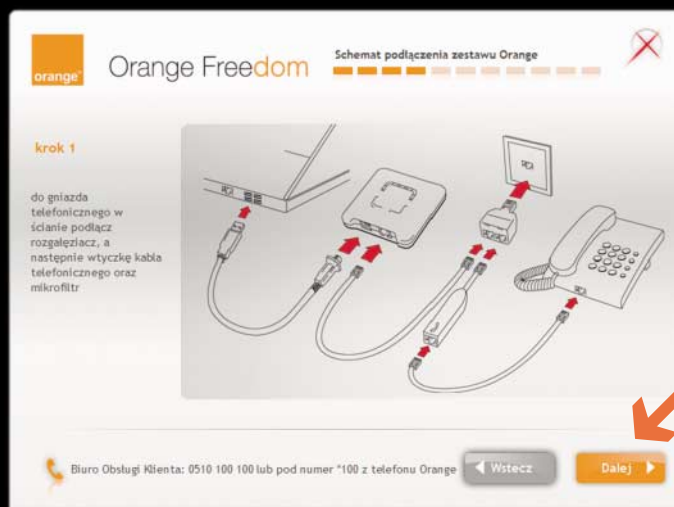 orange™
Orange Freedom
Schemat podłączenia zestawu Orange
krok 1
do gniazda
telefonicznego w
ścianie podłącz
rozgałęziacz, a
następnie wtyczkę kabla
telefonicznego oraz
mikrofiltr
Biuro Obsługi Klienta: 0510 100 100 lub pod numer *100 z telefonu Orange
Wstecz
Dalej